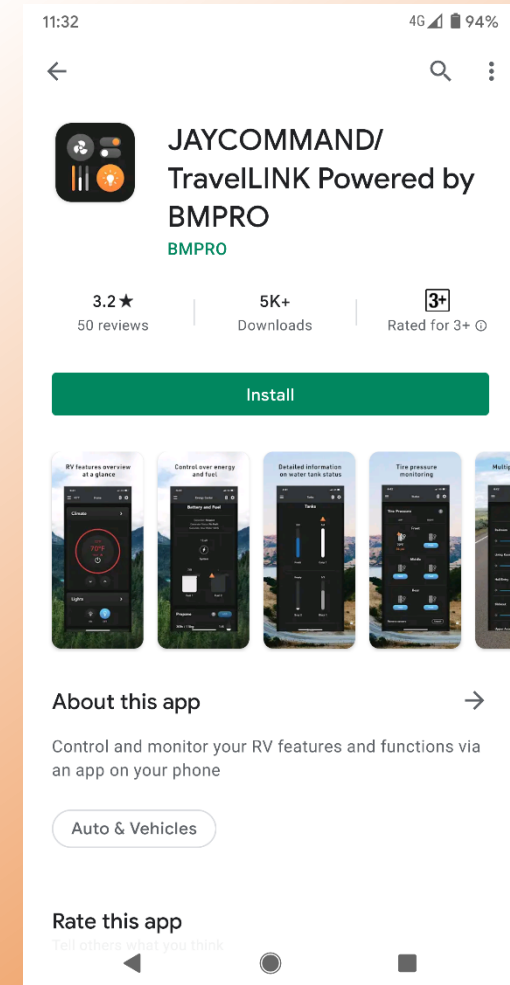 11:32
4G 94%
JAYCOMMAND/
TravelLINK Powered by
BMPRO
BMPRO
3.2★
50 reviews
5K+
Downloads
3+
Rated for 3+
Install
RV features overview
at a glance
Climate
70°F
Lights
Control over energy
and fuel
Battery and Fuel
Propane
Detailed information
on water tank status
Tanks
Tire pressure
monitoring
Tire Pressure
Multip
About this app
Control and monitor your RV features and functions via
an app on your phone
Auto & Vehicles
Rate this app
Tell others what you think